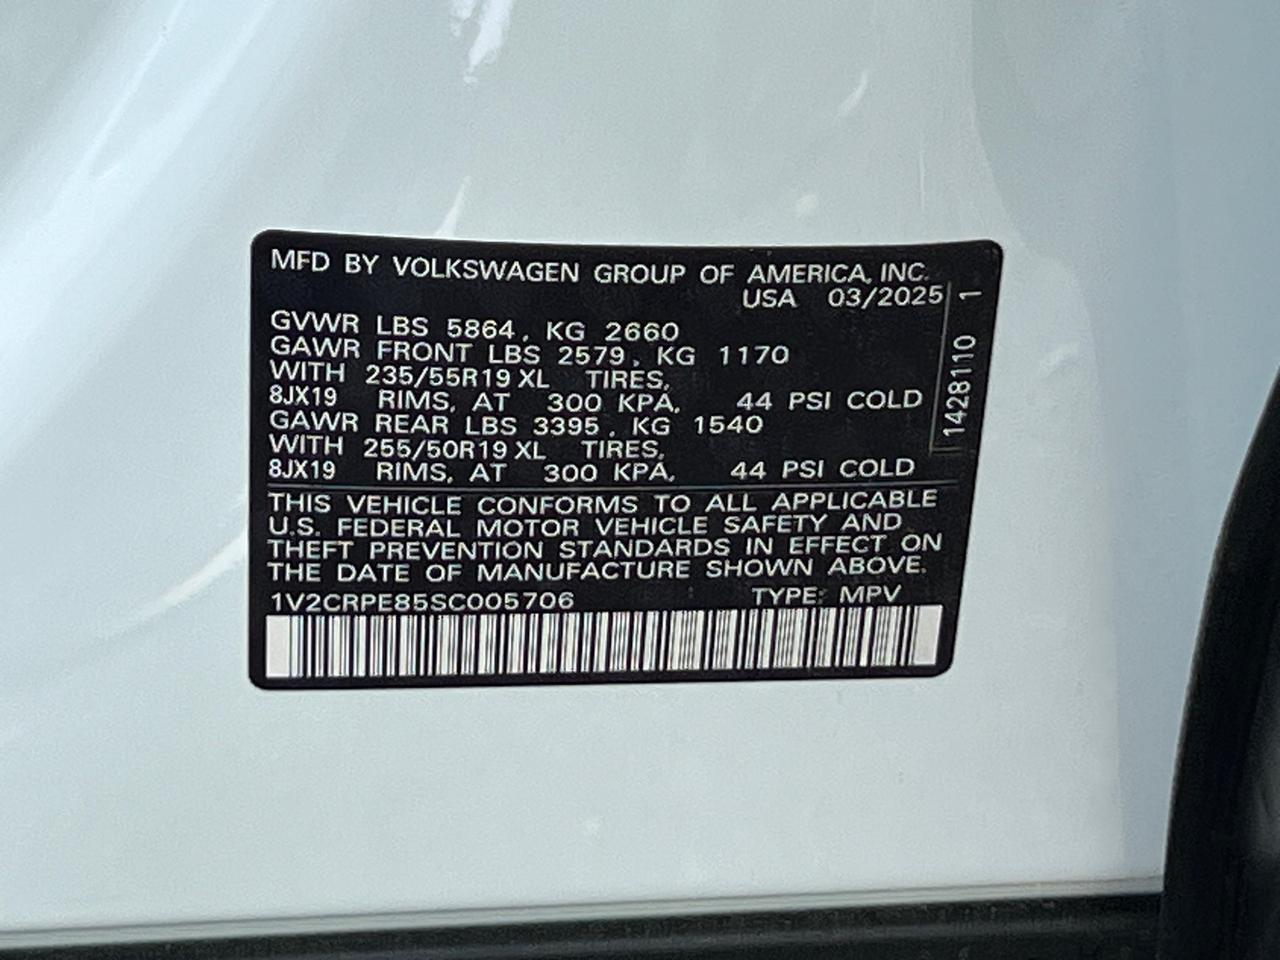 MFD BY VOLKSWAGEN GROUP OF AMERICA, INC.
USA 03/2025
GVWR LBS 5864, KG 2660
GAWR FRONT LBS 2579, KG 1170
WITH 235/55R19 XL TIRES,
8JX19 RIMS, AT 300 KPA, 44 PSI COLD
GAWR REAR LBS 3395, KG 1540
WITH 255/50R19 XL TIRES,
8JX19 RIMS, AT 300 KPA, 44 PSI COLD
1428110 1
THIS VEHICLE CONFORMS TO ALL APPLICABLE
U.S. FEDERAL MOTOR VEHICLE SAFETY AND
THEFT PREVENTION STANDARDS IN EFFECT ON
THE DATE OF MANUFACTURE SHOWN ABOVE.
1V2CRPE85SC005706 TYPE: MPV